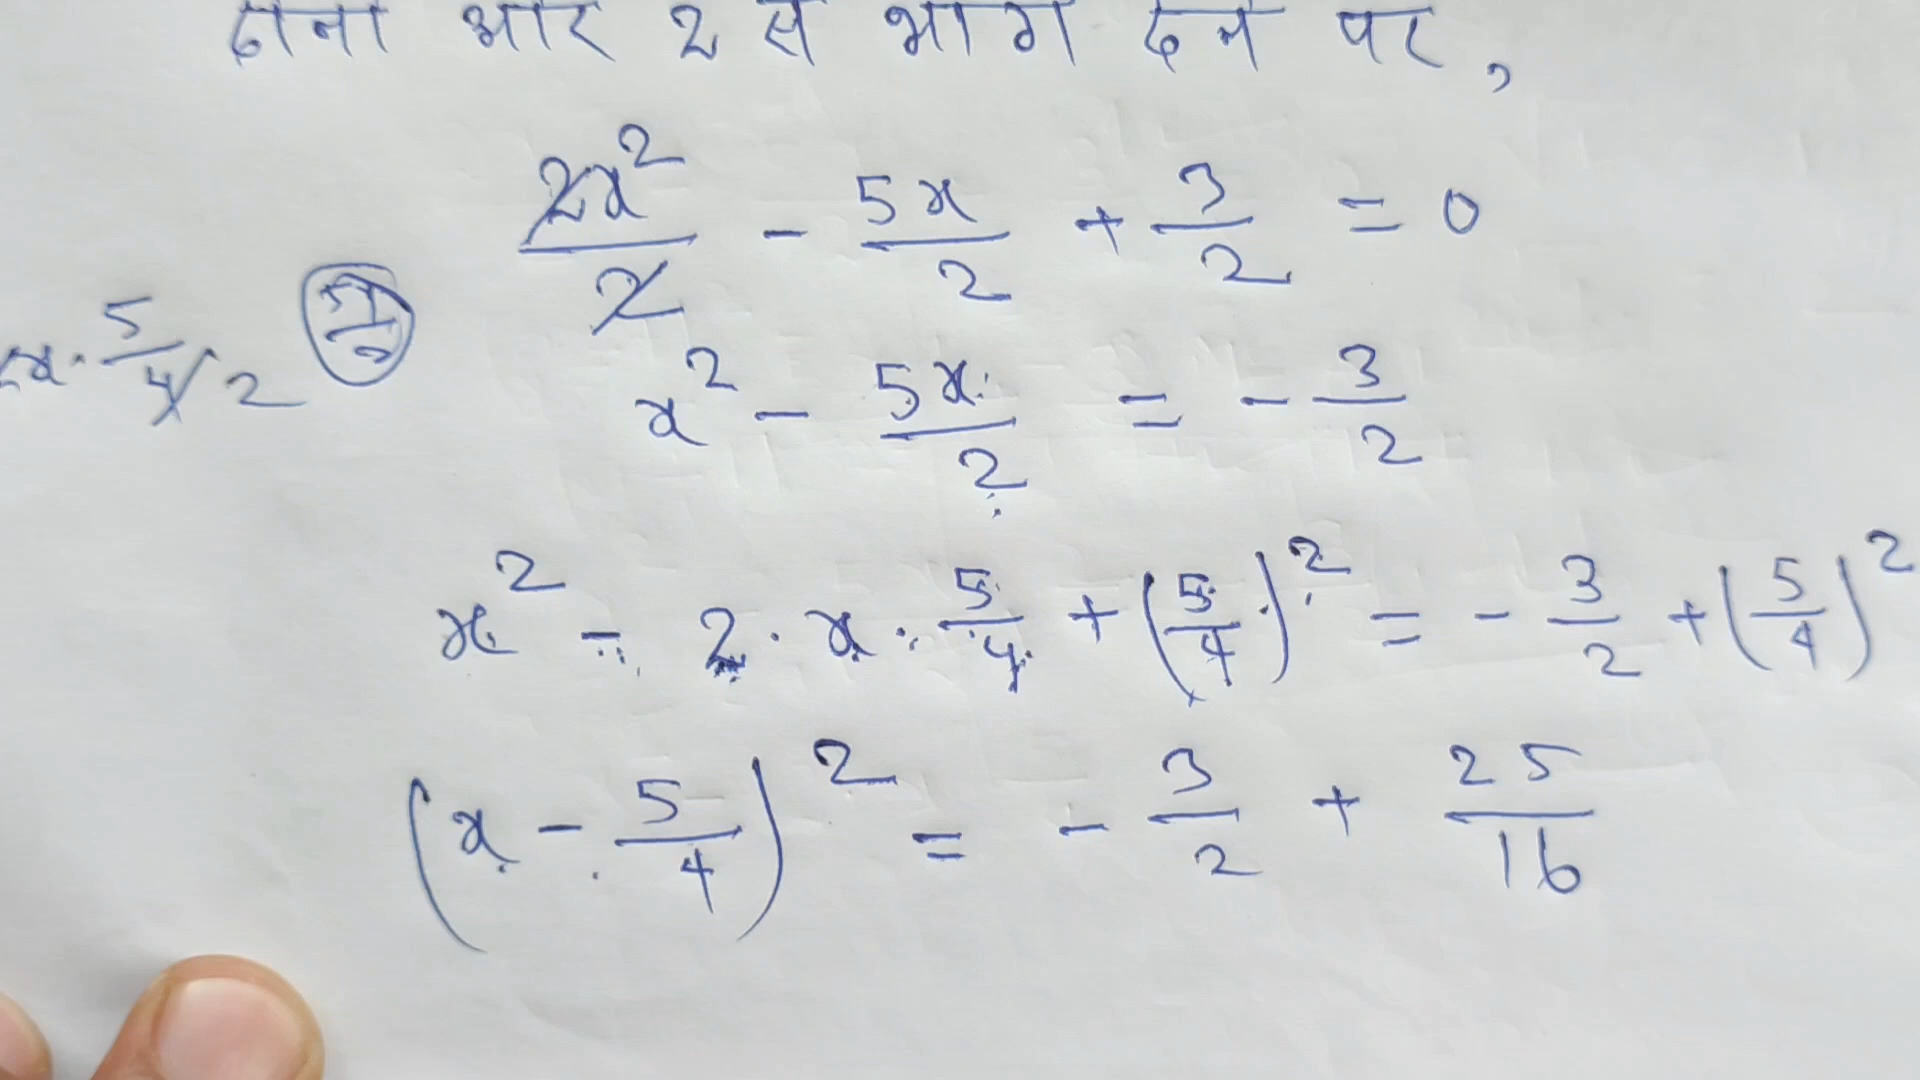 दोनों ओर 2 से भाग देने पर,
2x²/2 - 5x/2 + 3/2 = 0
x · 5/4 2
x² - 5x/2 = - 3/2
x² - 2 · x · 5/4 + (5/4)² = - 3/2 + (5/4)²
(x - 5/4)² = - 3/2 + 25/16